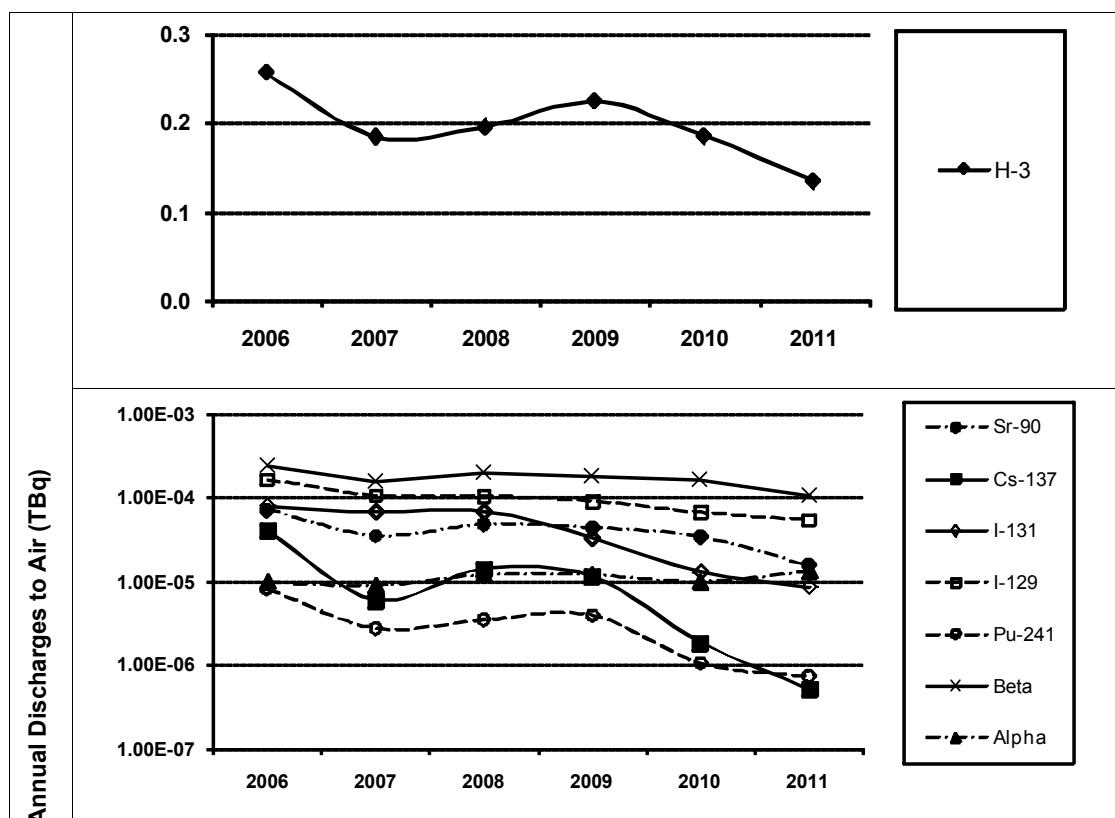 Annual Discharges to Air (TBq)
0.3
0.2
0.1
0.0
2006 2007 2008 2009 2010 2011
H-3
1.00E-03
1.00E-04
1.00E-05
1.00E-06
1.00E-07
2006 2007 2008 2009 2010 2011
Sr-90
Cs-137
I-131
I-129
Pu-241
Beta
Alpha